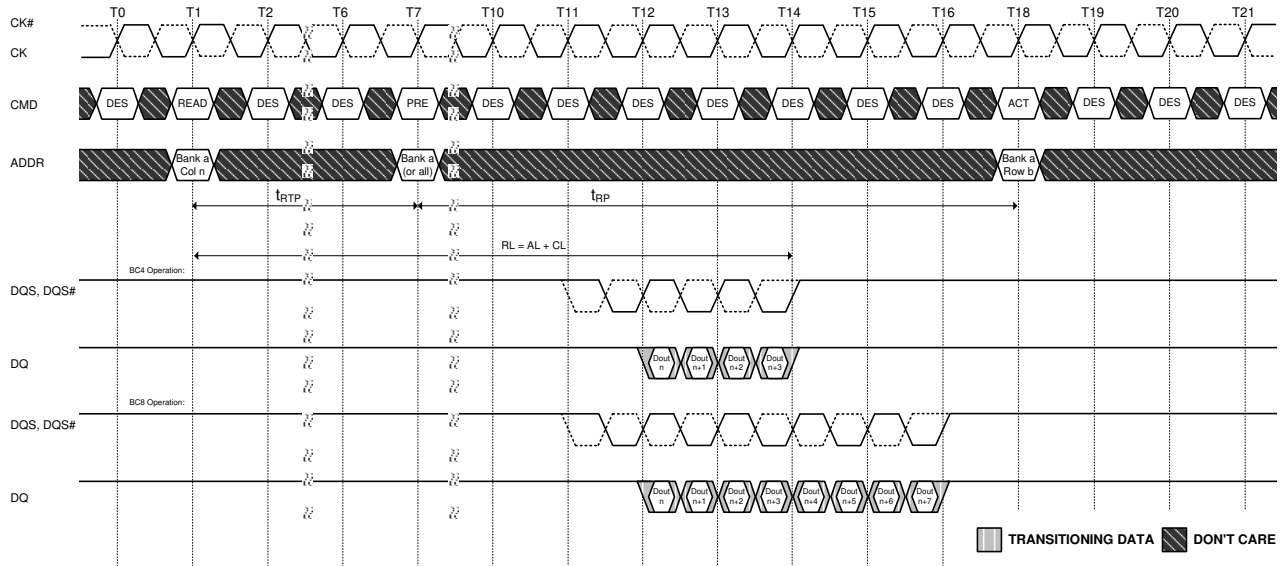 T0 T1 T2 T6 T7 T10 T11 T12 T13 T14 T15 T16 T18 T19 T20 T21
CK#
CK
CMD DES READ DES DES PRE DES DES DES DES DES DES DES ACT DES DES DES
ADDR
Bank a
Col n
Bank a
(or all)
Bank a
Row b
tRTP
tRP
RL = AL + CL
BC4 Operation:
DQS, DQS#
DQ
Dout
n
Dout
n+1
Dout
n+2
Dout
n+3
BC8 Operation:
DQS, DQS#
DQ
Dout
n
Dout
n+1
Dout
n+2
Dout
n+3
Dout
n+4
Dout
n+5
Dout
n+6
Dout
n+7
TRANSITIONING DATA
DON'T CARE